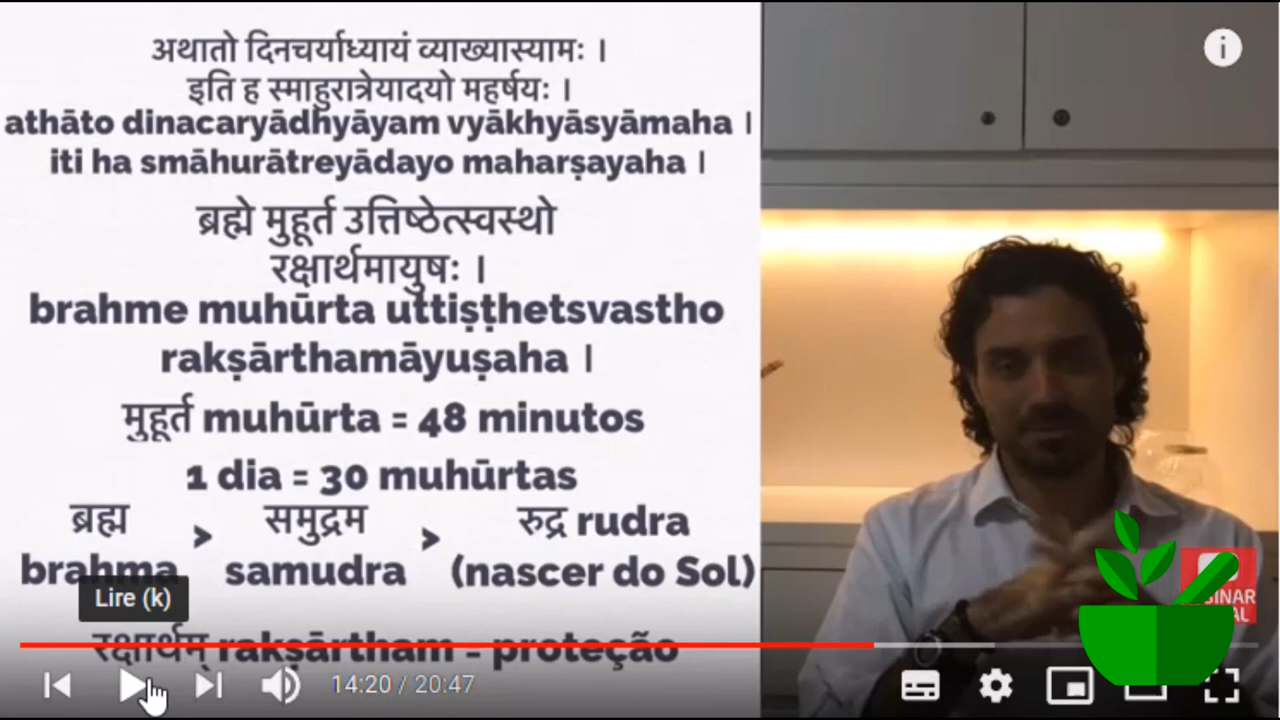 अथातो दिनचर्याध्यायं व्याख्यास्यामः ।
इति ह स्माहुरात्रेयादयो महर्षयः ।
athāto dinacaryādhyāyam vyākhyāsyāmaha ।
iti ha smāhurātreyādayo maharṣayaha ।
ब्रह्मे मुहूर्त उत्तिष्ठेत्स्वस्थो
रक्षार्थमायुषः ।
brahme muhūrta uttiṣṭhetsvastho
rakṣārthamāyuṣaha ।
मुहूर्त muhūrta = 48 minutos
1 dia = 30 muhūrtas
ब्रह्म > समुद्रम > रुद्र rudra
brahma samudra (nascer do Sol)
Lire (k)
रक्षार्थम् rakṣārtham = proteção
14:20 / 20:47